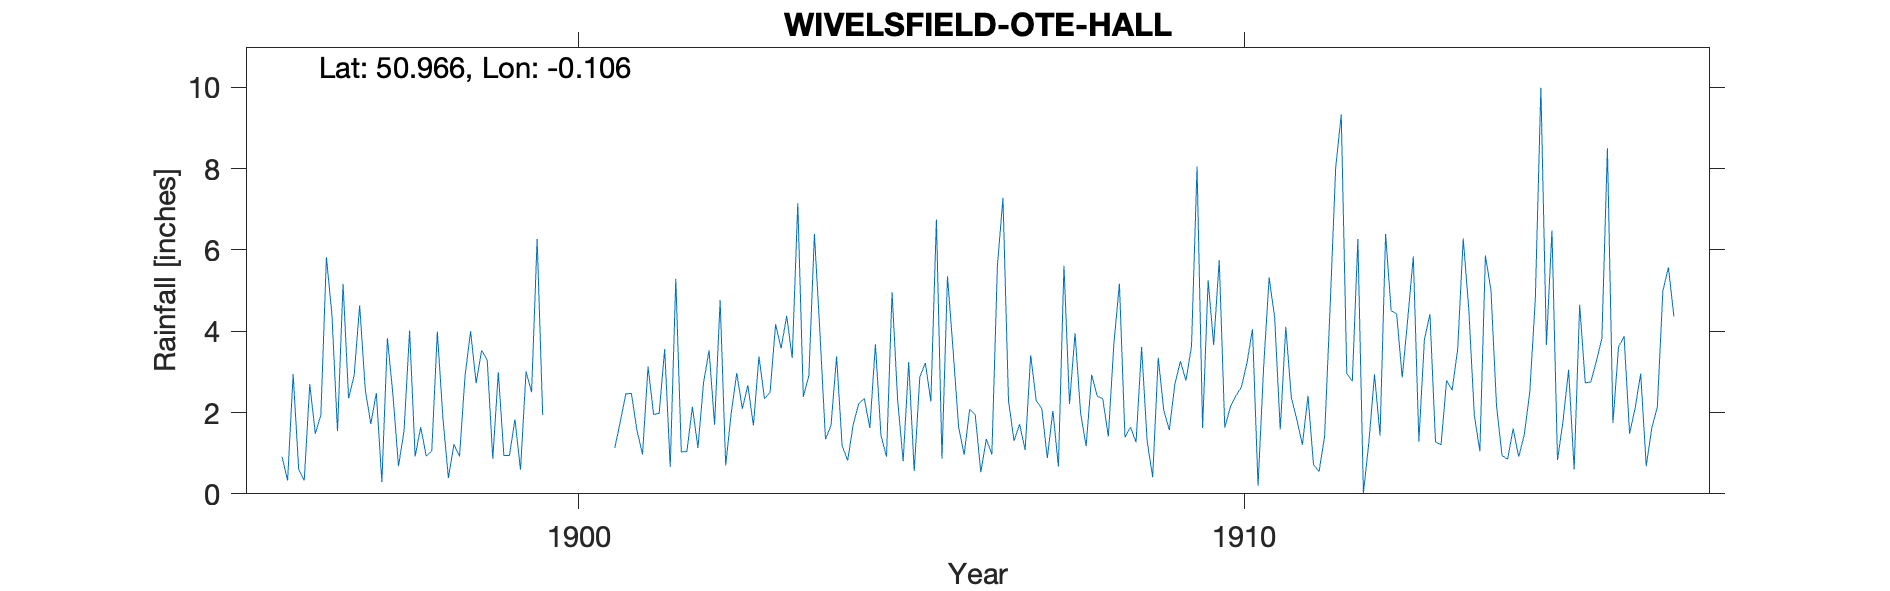 WIVELSFIELD-OTE-HALL
Lat: 50.966, Lon: -0.106
10
8
6
4
2
0
Rainfall [inches]
1900 1910
Year